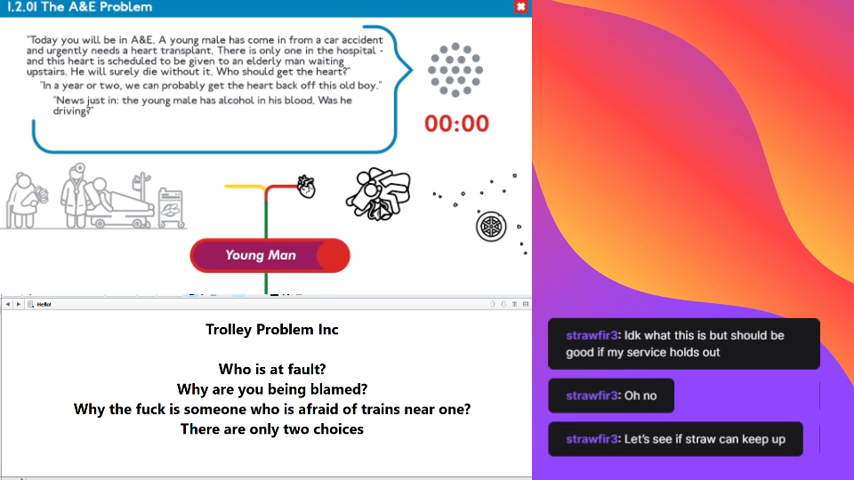 1.2.01 The A&E Problem
"Today you will be in A&E. A young male has come in from a car accident
and urgently needs a heart transplant. There is only one in the hospital -
and this heart is scheduled to be given to an elderly man waiting
upstairs. He will surely die without it. Who should get the heart?"
"In a year or two, we can probably get the heart back off this old boy."
"News just in: the young male has alcohol in his blood. Was he
driving?"
00:00
Young Man
Hello!
Trolley Problem Inc
Who is at fault?
Why are you being blamed?
Why the fuck is someone who is afraid of trains near one?
There are only two choices
strawfir3: Idk what this is but should be
good if my service holds out
strawfir3: Oh no
strawfir3: Let's see if straw can keep up